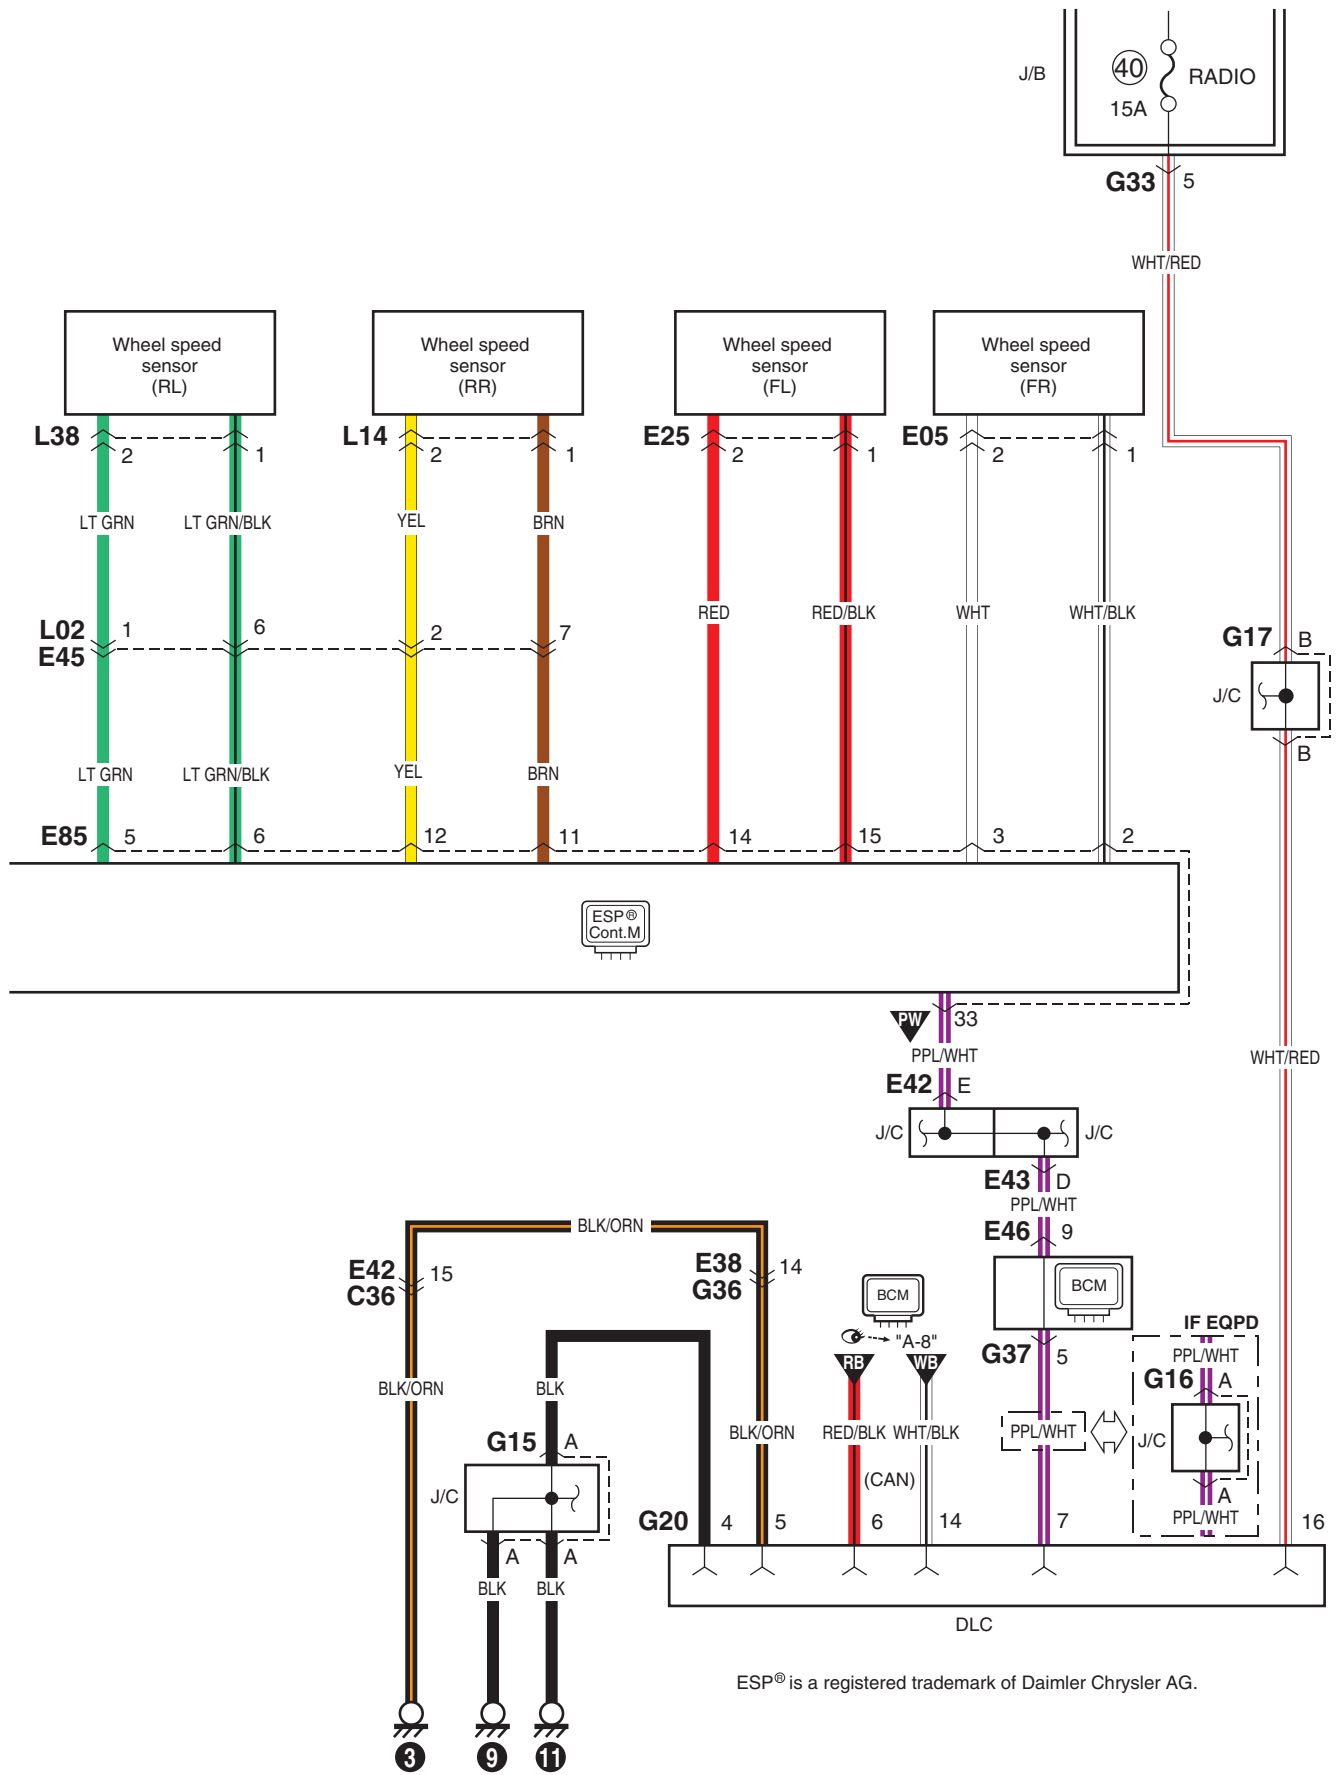 J/B
40
15A
RADIO
G33 5
WHT/RED
Wheel speed
sensor
(RL)
Wheel speed
sensor
(RR)
Wheel speed
sensor
(FL)
Wheel speed
sensor
(FR)
L38 2 1
L14 2 1
E25 2 1
E05 2 1
LT GRN LT GRN/BLK YEL BRN
RED RED/BLK WHT WHT/BLK
L02 1 6 2 7
E45
G17 B
J/C
B
LT GRN LT GRN/BLK YEL BRN
E85 5 6 12 11 14 15 3 2
ESP®
Cont.M
PW 33
PPL/WHT
WHT/RED
E42 E
J/C J/C
E43 D
PPL/WHT
BLK/ORN
E46 9
E42 15
C36
E38 14
G36
BCM
BCM
"A-8"
IF EQPD
RB WB
G37 5
PPL/WHT
G16 A
BLK/ORN BLK
BLK/ORN RED/BLK WHT/BLK PPL/WHT
J/C
G15 A
(CAN)
J/C
A
PPL/WHT
G20 4 5 6 14 7 16
A A
BLK BLK
DLC
ESP® is a registered trademark of Daimler Chrysler AG.
3 9 11